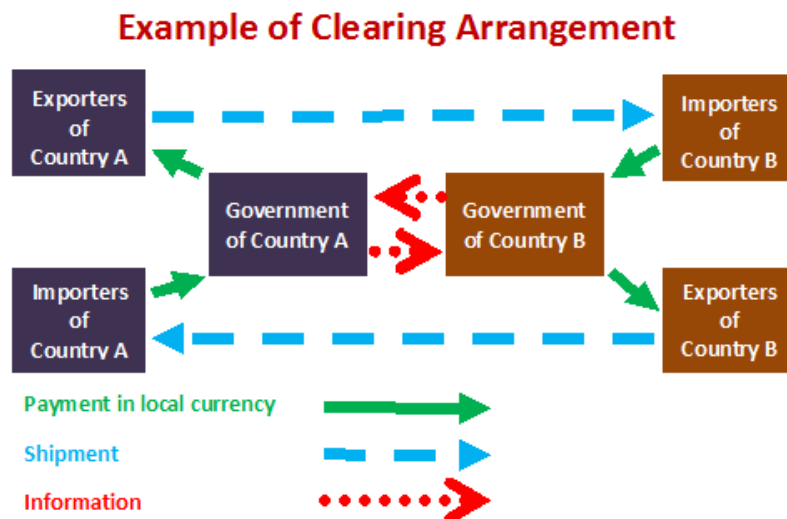 Example of Clearing Arrangement
Exporters
of
Country A
Importers
of
Country B
Government
of Country A
Government
of Country B
Importers
of
Country A
Exporters
of
Country B
Payment in local currency
Shipment
Information